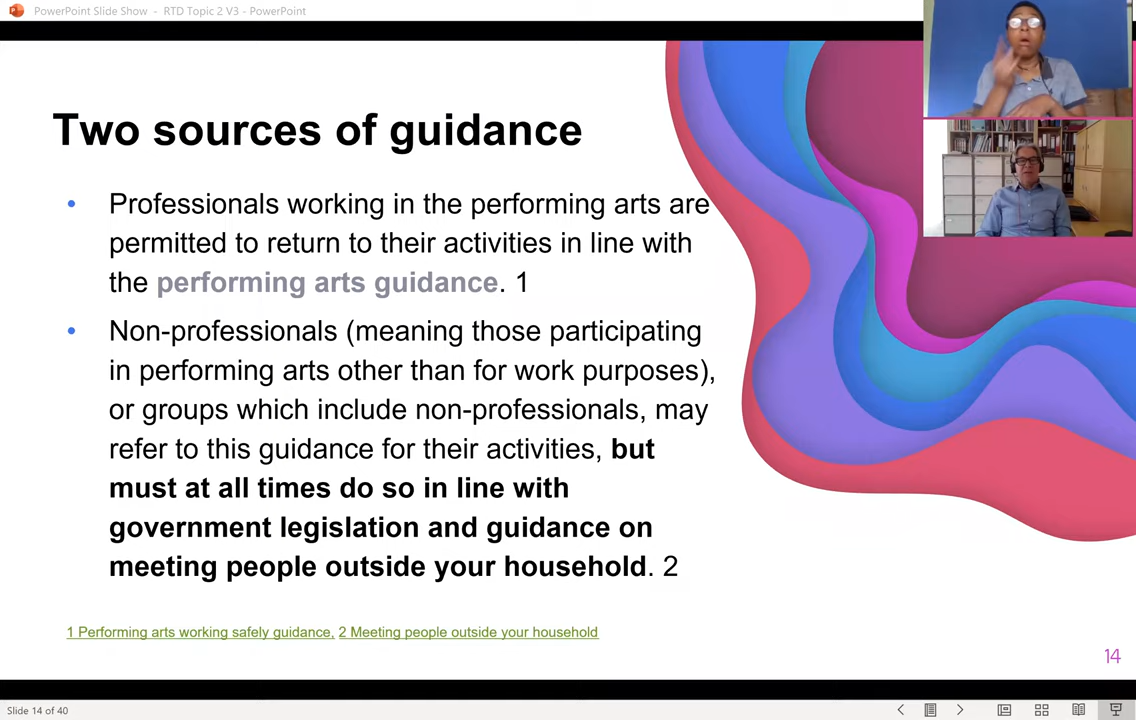 PowerPoint Slide Show - RTD Topic 2 V3 - PowerPoint
Two sources of guidance
• Professionals working in the performing arts are
permitted to return to their activities in line with
the performing arts guidance. 1
• Non-professionals (meaning those participating
in performing arts other than for work purposes),
or groups which include non-professionals, may
refer to this guidance for their activities, but
must at all times do so in line with
government legislation and guidance on
meeting people outside your household. 2
1 Performing arts working safely guidance, 2 Meeting people outside your household
14
Slide 14 of 40